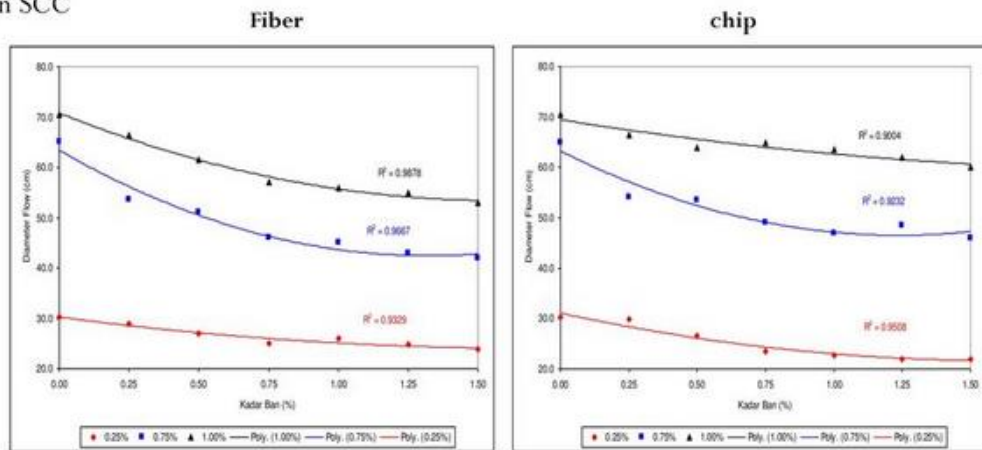 n SCC
Fiber
80.0
70.0
60.0
50.0
40.0
30.0
20.0
Diameter Flow (cm)
R² = 0.9878
R² = 0.9667
R² = 0.9329
0.00 0.25 0.50 0.75 1.00 1.25 1.50
Kadar Ban (%)
0.25% 0.75% 1.00% Poly. (1.00%) Poly. (0.75%) Poly. (0.25%)
chip
80.0
70.0
60.0
50.0
40.0
30.0
20.0
Diameter Flow (cm)
R² = 0.9004
R² = 0.9232
R² = 0.9508
0.00 0.25 0.50 0.75 1.00 1.25 1.50
Kadar Ban (%)
0.25% 0.75% 1.00% Poly. (1.00%) Poly. (0.75%) Poly. (0.25%)